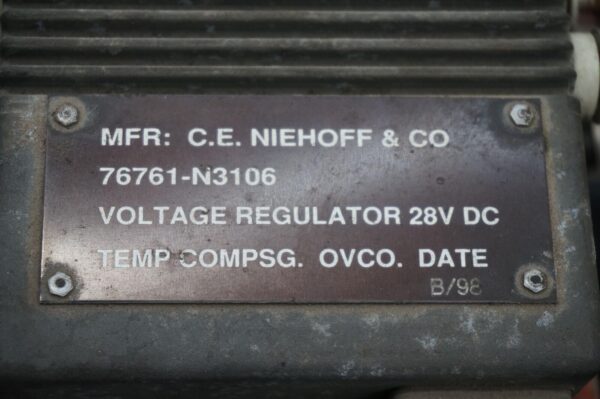 MFR: C.E. NIEHOFF & CO
76761-N3106
VOLTAGE REGULATOR 28V DC
TEMP COMPSG. OVCO. DATE
B/98